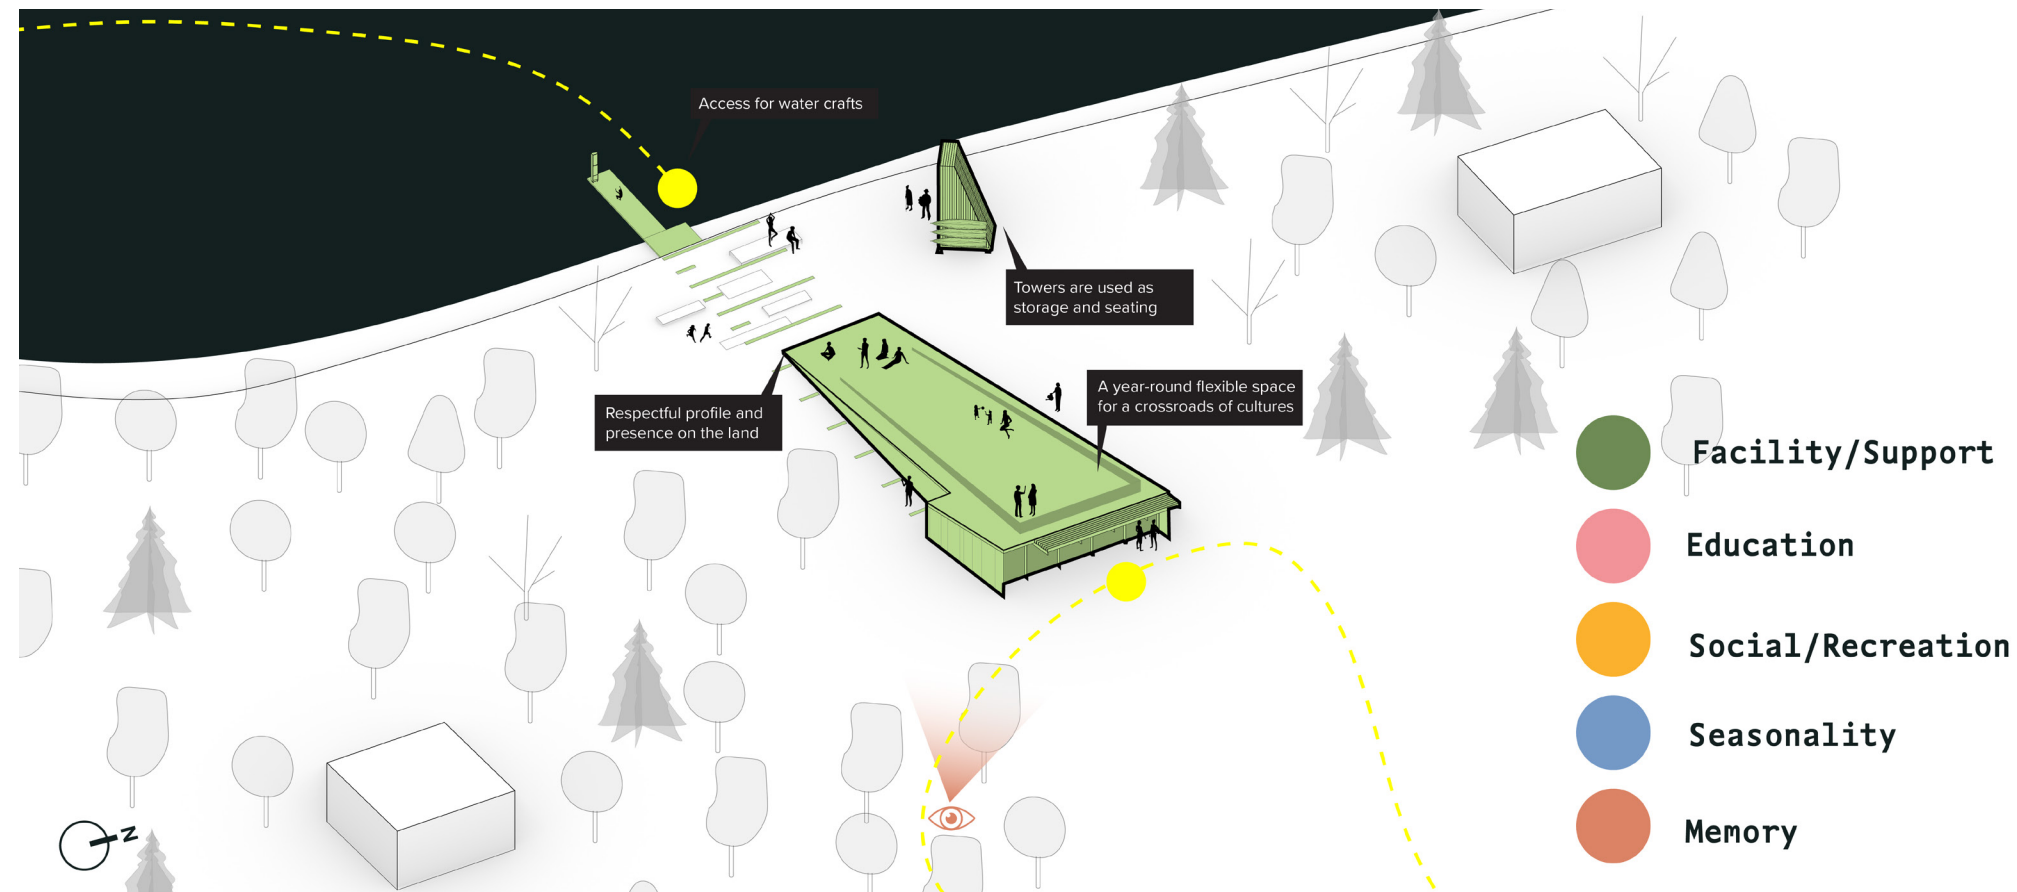 Access for water crafts
Towers are used as
storage and seating
A year-round flexible space
for a crossroads of cultures
Respectful profile and
presence on the land
Facility/Support
Education
Social/Recreation
Seasonality
Memory
N